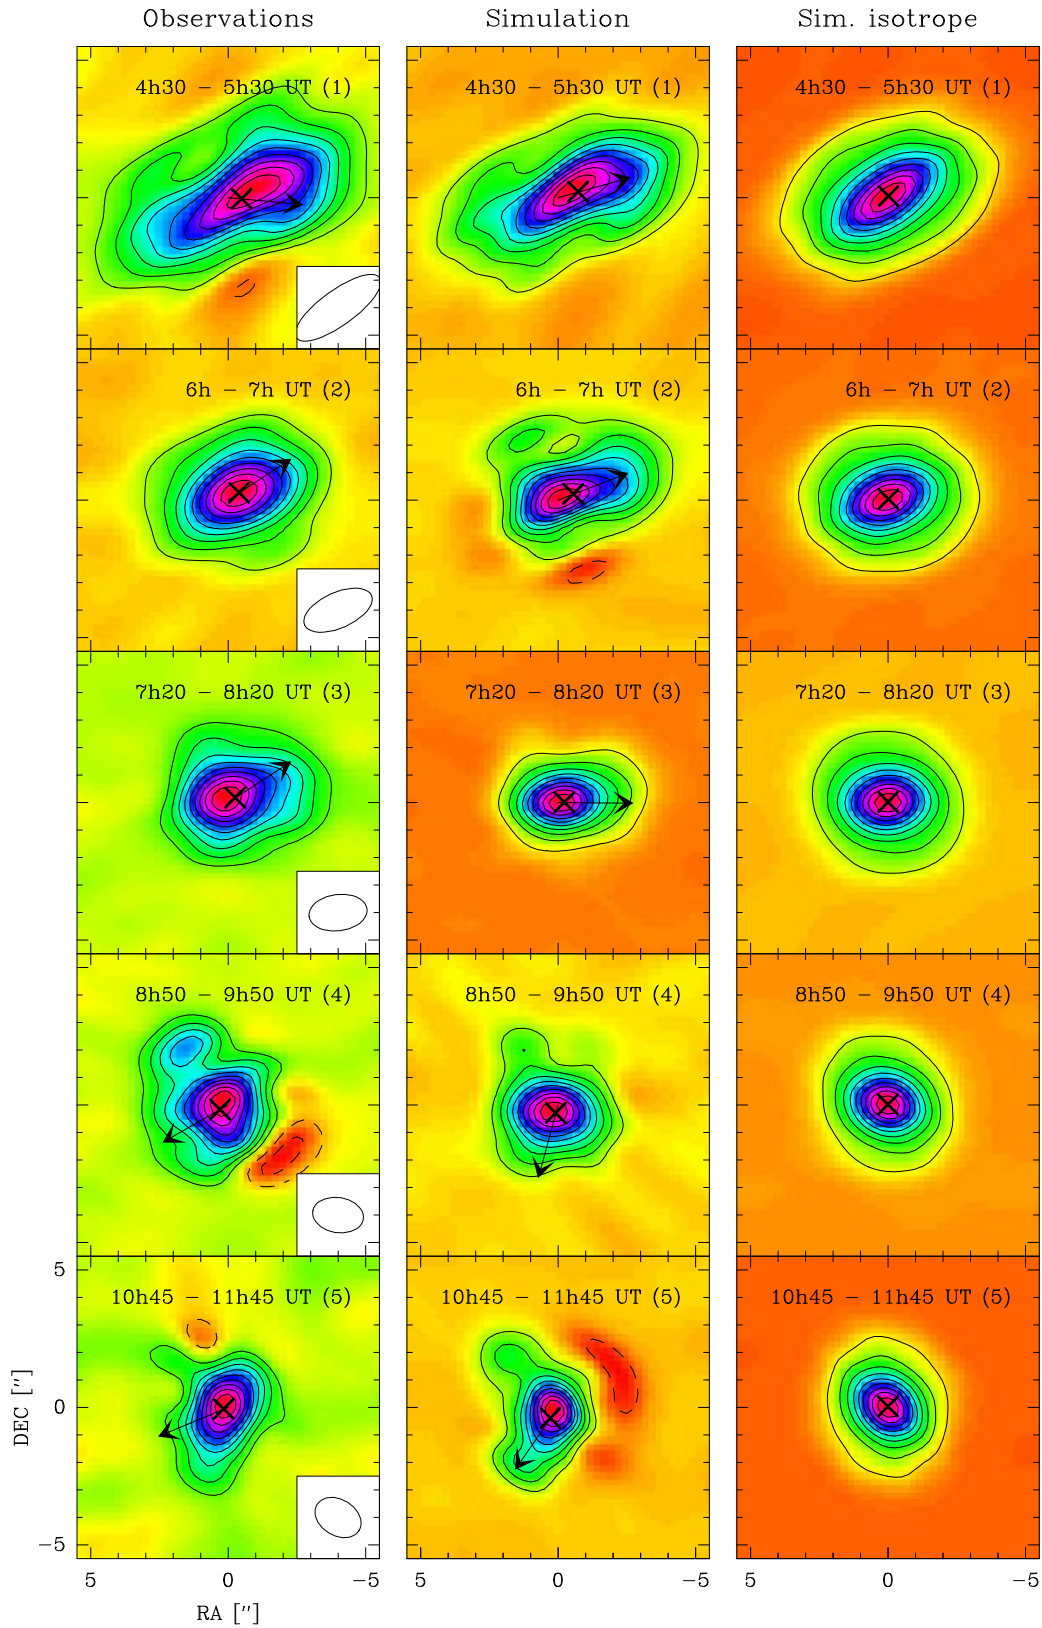 Observations Simulation Sim. isotrope
4h30 − 5h30 UT (1) 4h30 − 5h30 UT (1) 4h30 − 5h30 UT (1)
6h − 7h UT (2) 6h − 7h UT (2) 6h − 7h UT (2)
7h20 − 8h20 UT (3) 7h20 − 8h20 UT (3) 7h20 − 8h20 UT (3)
8h50 − 9h50 UT (4) 8h50 − 9h50 UT (4) 8h50 − 9h50 UT (4)
10h45 − 11h45 UT (5) 10h45 − 11h45 UT (5) 10h45 − 11h45 UT (5)
5
0
−5
DEC ["]
5 0 −5 5 0 −5 5 0 −5
RA ["]